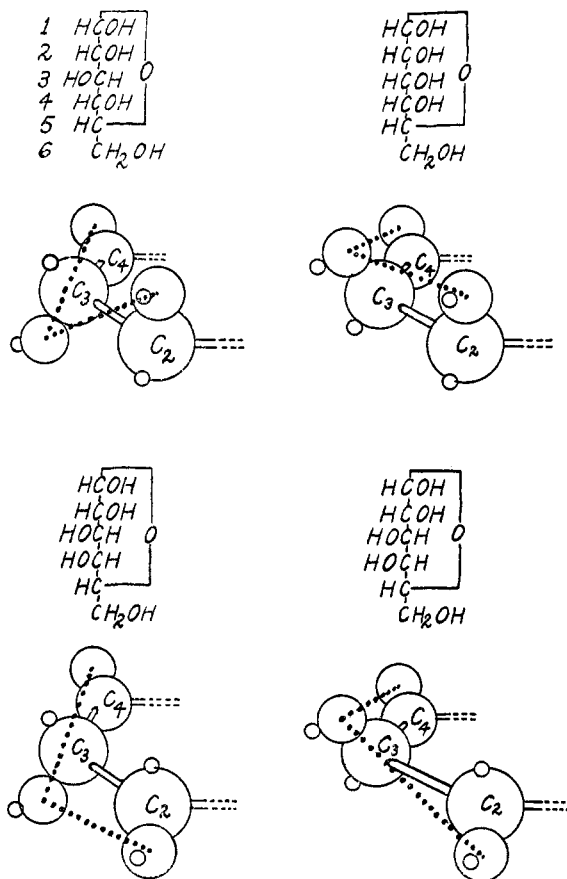 1 HCOH
2 HCOH
3 HOCH O
4 HCOH
5 HC
6 CH2OH
HCOH
HCOH
HCOH O
HCOH
HC
CH2OH
C4
C3
C2
C4
C3
C2
HCOH
HCOH
HOCH O
HOCH
HC
CH2OH
HCOH
HCOH
HOCH O
HOCH
HC
CH2OH
C4
C3
C2
C4
C3
C2